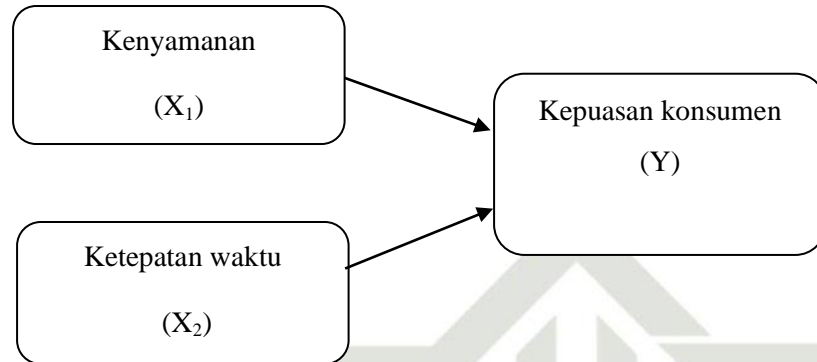 Kenyamanan
(X₁)
Kepuasan konsumen
(Y)
Ketepatan waktu
(X₂)